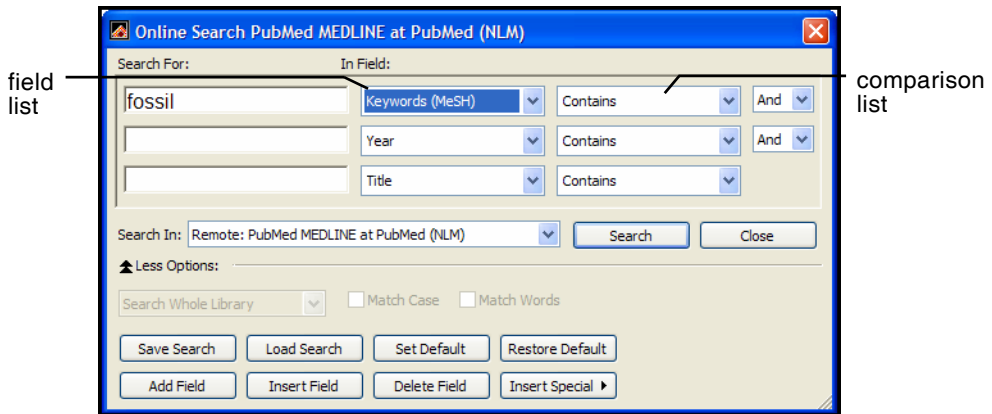 Online Search PubMed MEDLINE at PubMed (NLM)
Search For: In Field:
field list
fossil Keywords (MeSH) Contains And
comparison list
Year Contains And
Title Contains
Search In: Remote: PubMed MEDLINE at PubMed (NLM) Search Close
Less Options:
Search Whole Library Match Case Match Words
Save Search Load Search Set Default Restore Default
Add Field Insert Field Delete Field Insert Special